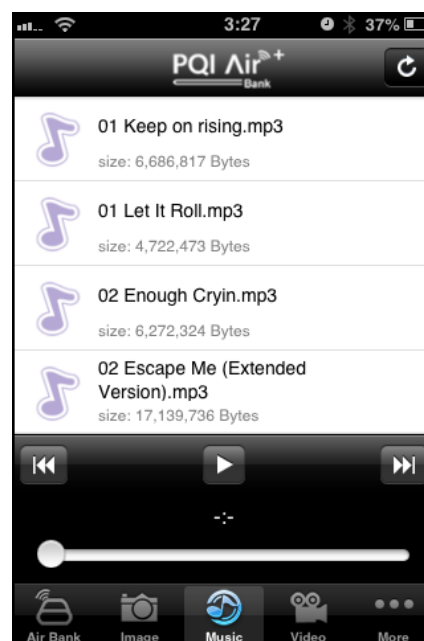 3:27
37%
PQI Air+
Bank
01 Keep on rising.mp3
size: 6,686,817 Bytes
01 Let It Roll.mp3
size: 4,722,473 Bytes
02 Enough Cryin.mp3
size: 6,272,324 Bytes
02 Escape Me (Extended
Version).mp3
size: 17,139,736 Bytes
-:-
Air Bank Image Music Video More